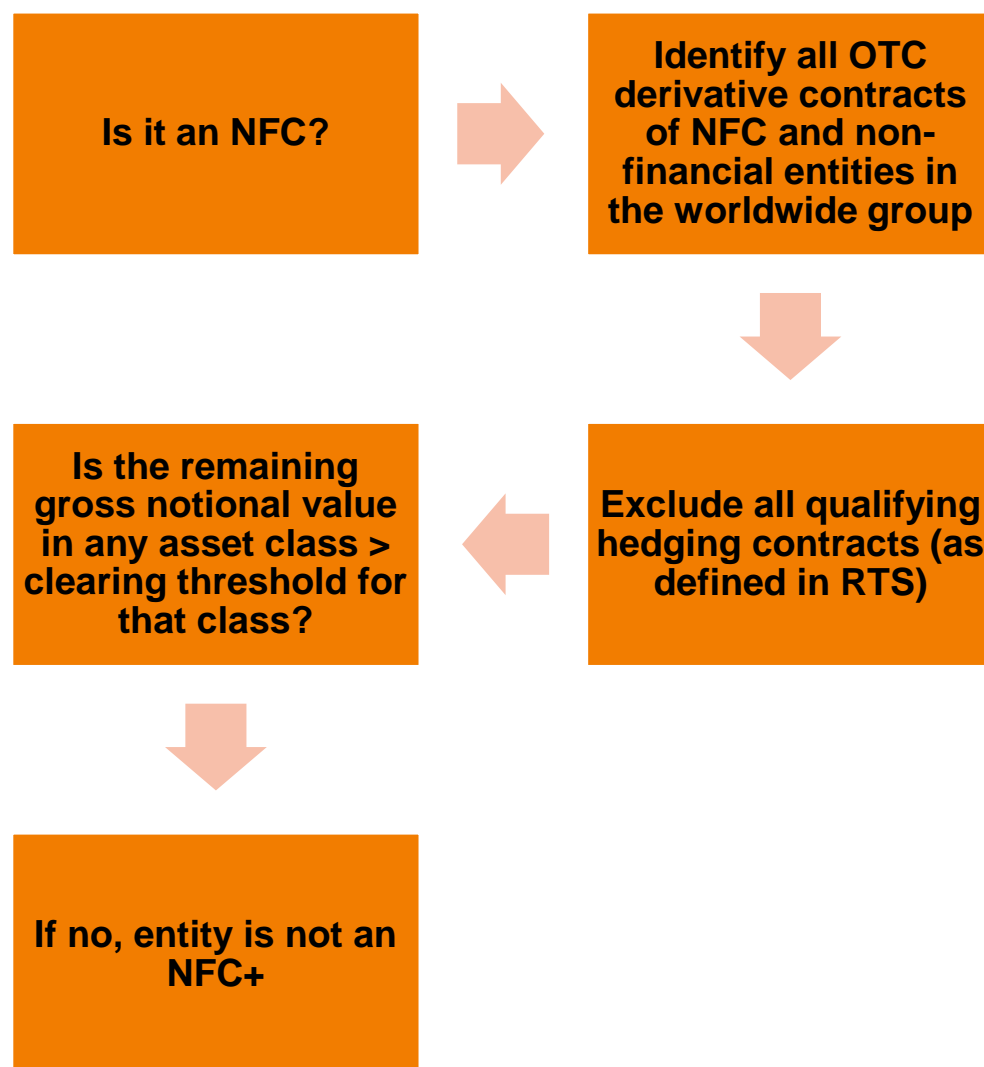 Is it an NFC?
Identify all OTC
derivative contracts
of NFC and non-
financial entities in
the worldwide group
Exclude all qualifying
hedging contracts (as
defined in RTS)
Is the remaining
gross notional value
in any asset class >
clearing threshold for
that class?
If no, entity is not an
NFC+